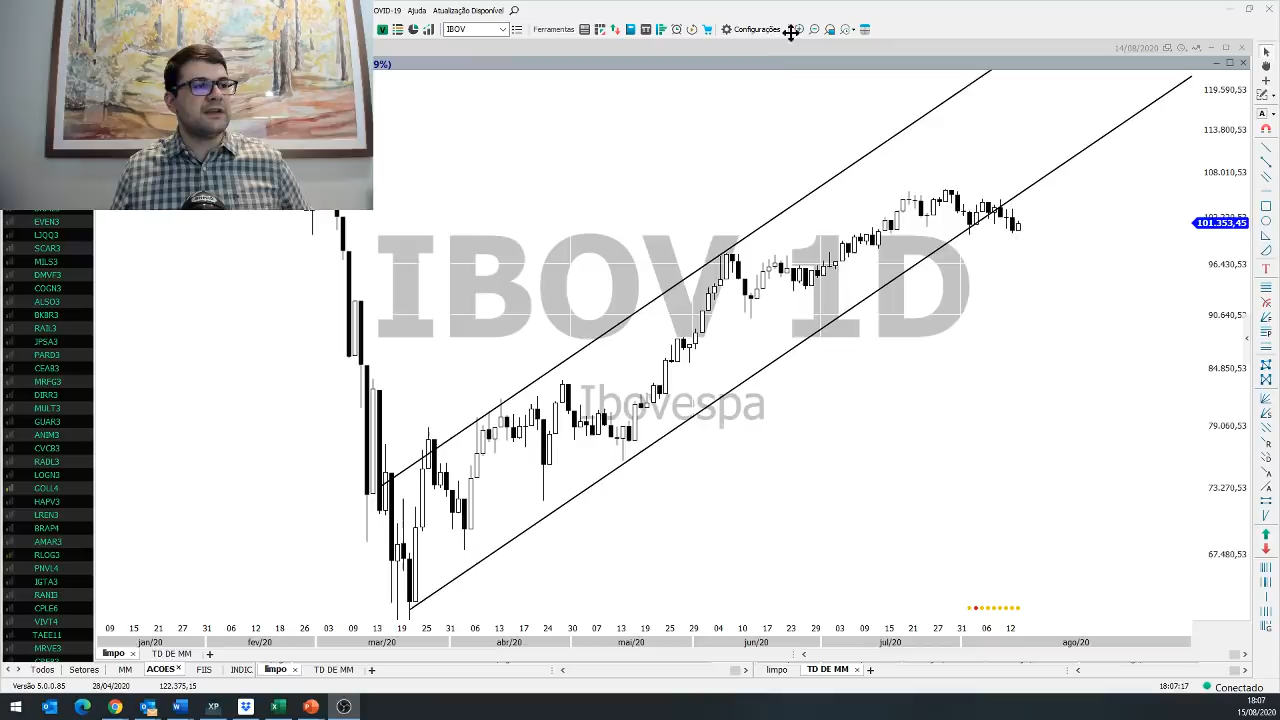 OVID-19 Ajuda Atualização Disponível
IBOV Ferramentas Configurações
14/08/2020
9%)
119.590,53
113.800,53
108.010,53
101.353,45
96.430,53
90.640,53
84.850,53
79.060,53
73.270,53
67.480,53
IBOV 1D
Ibovespa
EVEN3
LJQQ3
SCAR3
MILS3
DMVF3
COGN3
ALSO3
BKBR3
RAIL3
JPSA3
PARD3
CEAB3
MRFG3
DIRR3
MULT3
GUAR3
ANIM3
CVCB3
RADL3
LOGN3
GOLL4
HAPV3
LREN3
BRAP4
AMAR3
RLOG3
PNVL4
IGTA3
RANI3
CPLE6
VIVT4
TAEE11
MRVE3
09 15 21 27 31 06 12 18 26 03 09 13 19 25 31 06 14 22 30 07 13 19 25 29 04 10 17 23 29 03 09 15 21 27 31 06 12
jan/20 fev/20 mar/20 abr/20 mai/20 jun/20 jul/20 ago/20
limpo TD DE MM
Todos Setores MM ACOES FIIS INDIC limpo TD DE MM limpo TD DE MM
Versão 5.0.0.85 28/04/2020 122.375,15 18:07:17 Conectado
XP
18:07
15/08/2020